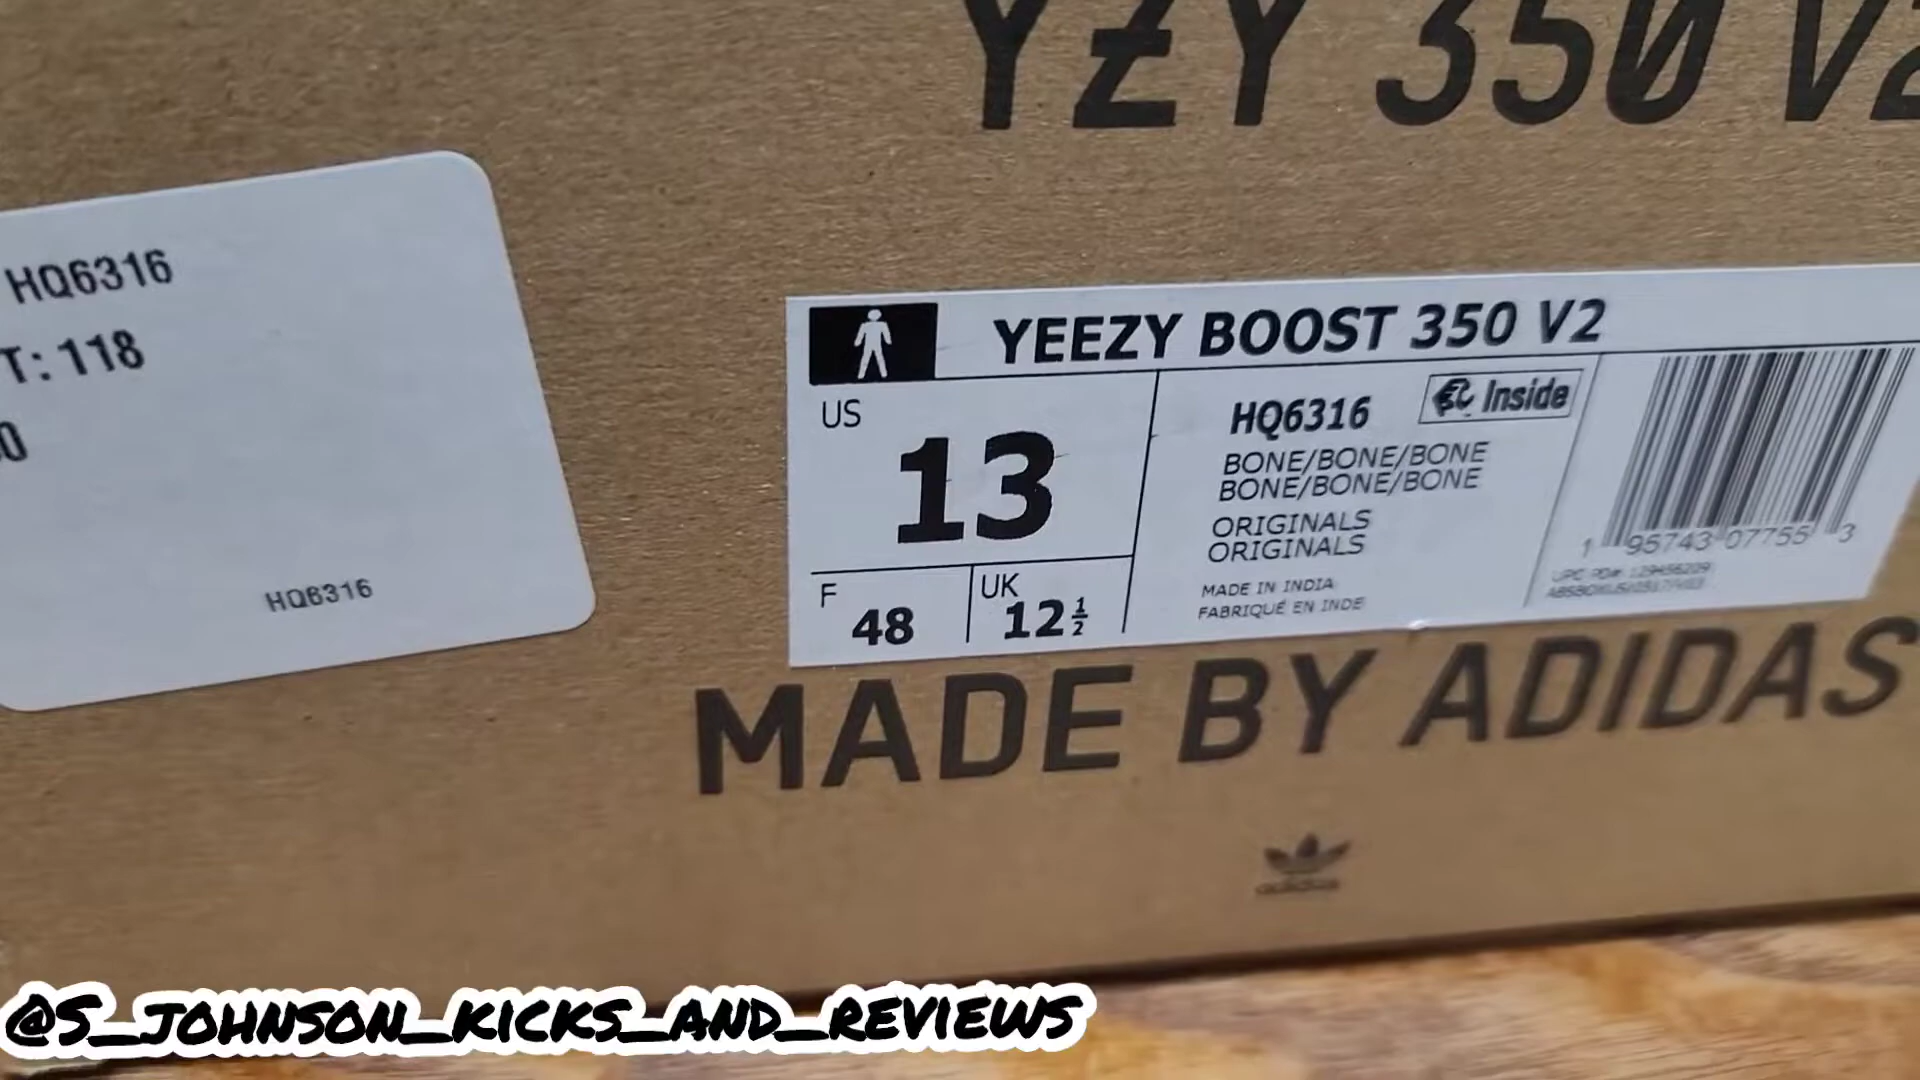 YZY 350 V2
HQ6316
T: 118
0
HQ6316
YEEZY BOOST 350 V2
US
13
F
48
UK
12½
HQ6316
Inside
BONE/BONE/BONE
BONE/BONE/BONE
ORIGINALS
ORIGINALS
MADE IN INDIA
FABRIQUÉ EN INDE
1 95743 07755 3
MADE BY ADIDAS
adidas
@S_JOHNSON_KICKS_AND_REVIEWS